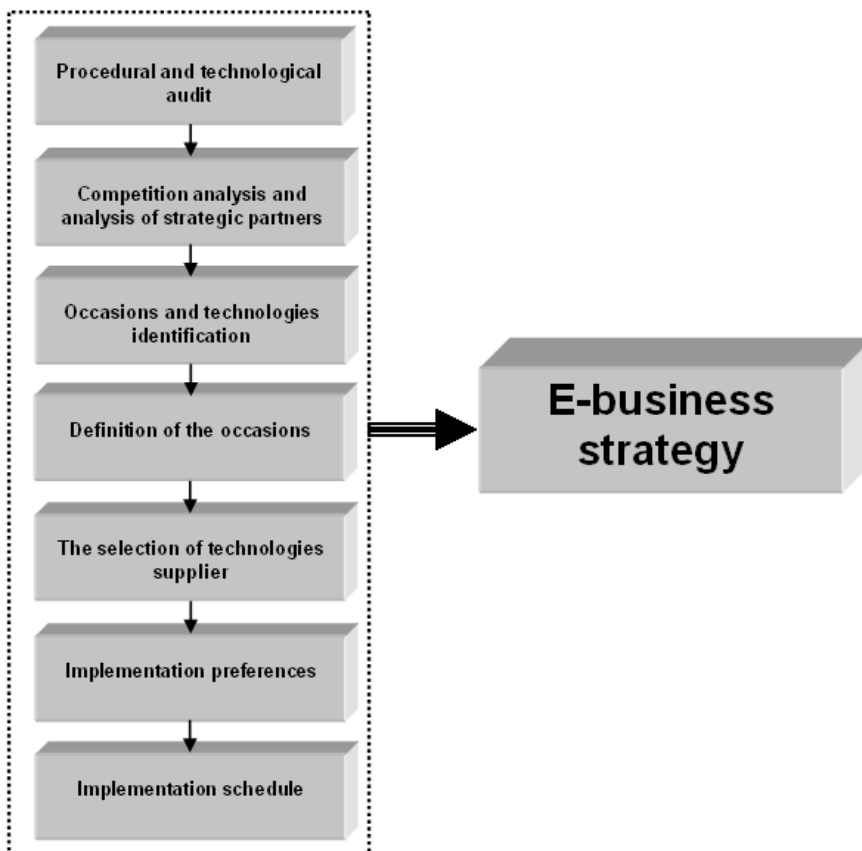 Procedural and technological
audit
Competition analysis and
analysis of strategic partners
Occasions and technologies
identification
Definition of the occasions
The selection of technologies
supplier
Implementation preferences
Implementation schedule
E-business
strategy